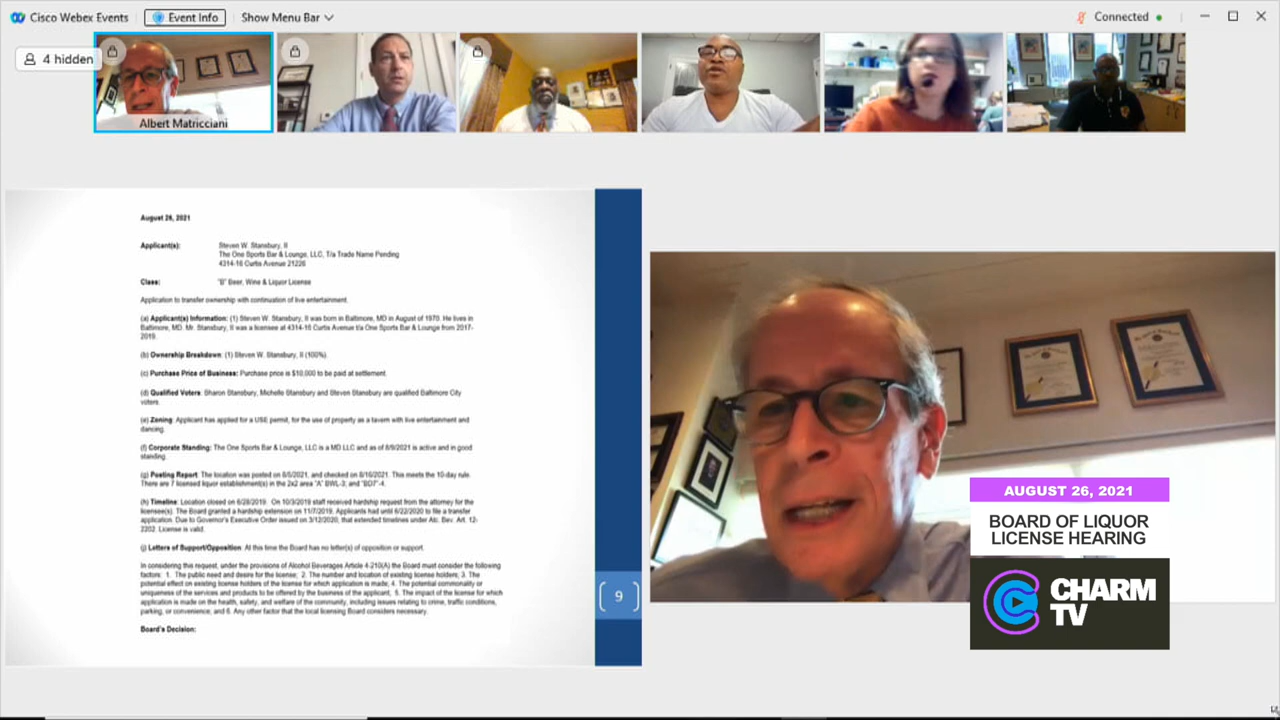 Cisco Webex Events
Event Info
Show Menu Bar
Connected
4 hidden
Albert Matricciani
August 26, 2021
Applicant(s): Steven W. Stansbury, II
The One Sports Bar & Lounge, LLC, T/a Trade Name Pending
4314-16 Curtis Avenue 21226
Class: "B" Beer, Wine & Liquor License
Application to transfer ownership with continuation of live entertainment.
(a) Applicant(s) Information: (1) Steven W. Stansbury, II was born in Baltimore, MD in August of 1970. He lives in
Baltimore, MD. Mr. Stansbury, II was a licensee at 4314-16 Curtis Avenue t/a One Sports Bar & Lounge from 2017-
2019.
(b) Ownership Breakdown: (1) Steven W. Stansbury, II (100%).
(c) Purchase Price of Business: Purchase price is $10,000 to be paid at settlement.
(d) Qualified Voters: Sharon Stansbury, Michelle Stansbury and Steven Stansbury are qualified Baltimore City
voters.
(e) Zoning: Applicant has applied for a USE permit, for the use of property as a tavern with live entertainment and
dancing.
(f) Corporate Standing: The One Sports Bar & Lounge, LLC is a MD LLC and as of 8/9/2021 is active and in good
standing.
(g) Posting Report: The location was posted on 8/5/2021, and checked on 8/16/2021. This meets the 10-day rule.
There are 7 licensed liquor establishment(s) in the 2x2 area "A" BWL-3; and "BD7"-4.
(h) Timeline: Location closed on 6/28/2019. On 10/3/2019 staff received hardship request from the attorney for the
licensee(s). The Board granted a hardship extension on 11/7/2019. Applicants had until 6/22/2020 to file a transfer
application. Due to Governor's Executive Order issued on 3/12/2020, that extended timelines under Alc. Bev. Art. 12-
2202. License is valid.
(j) Letters of Support/Opposition: At this time the Board has no letter(s) of opposition or support.
In considering this request, under the provisions of Alcohol Beverages Article 4-210(A) the Board must consider the following
factors: 1. The public need and desire for the license; 2. The number and location of existing license holders; 3. The
potential effect on existing license holders of the license for which application is made; 4. The potential commonality or
uniqueness of the services and products to be offered by the business of the applicant; 5. The impact of the license for which
application is made on the health, safety, and welfare of the community, including issues relating to crime, traffic conditions,
parking, or convenience; and 6. Any other factor that the local licensing Board considers necessary.
Board's Decision:
9
AUGUST 26, 2021
BOARD OF LIQUOR
LICENSE HEARING
CHARM
TV